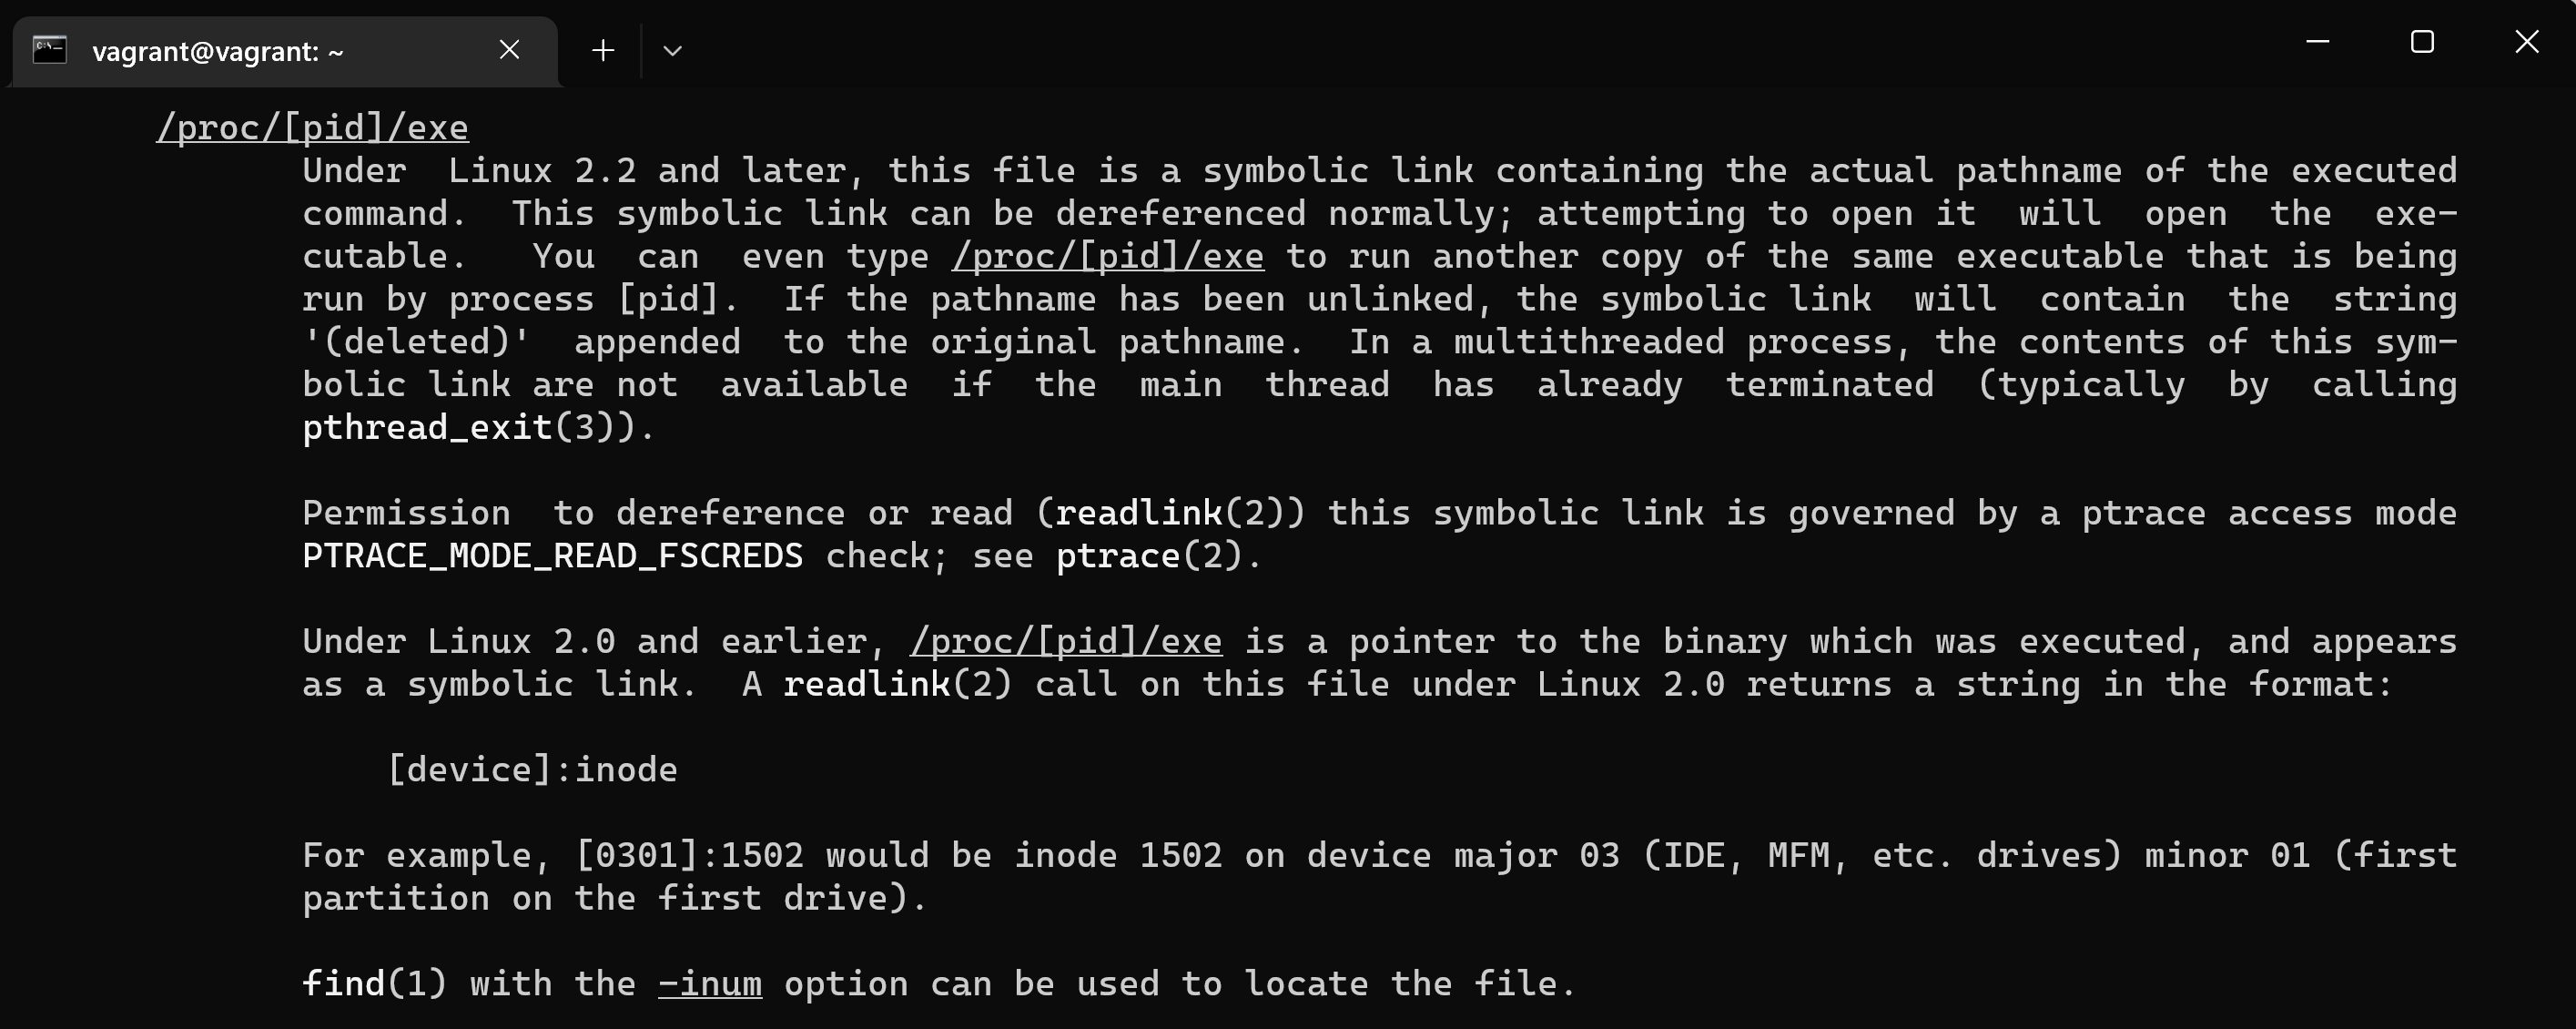 vagrant@vagrant: ~
/proc/[pid]/exe
Under  Linux 2.2 and later, this file is a symbolic link containing the actual pathname of the executed
command.  This symbolic link can be dereferenced normally; attempting to open it  will  open  the  exe-
cutable.   You  can  even type /proc/[pid]/exe to run another copy of the same executable that is being
run by process [pid].  If the pathname has been unlinked, the symbolic link  will  contain  the  string
'(deleted)'  appended  to the original pathname.  In a multithreaded process, the contents of this sym-
bolic link are not  available  if  the  main  thread  has  already  terminated  (typically  by  calling
pthread_exit(3)).
Permission  to dereference or read (readlink(2)) this symbolic link is governed by a ptrace access mode
PTRACE_MODE_READ_FSCREDS check; see ptrace(2).
Under Linux 2.0 and earlier, /proc/[pid]/exe is a pointer to the binary which was executed, and appears
as a symbolic link.  A readlink(2) call on this file under Linux 2.0 returns a string in the format:
[device]:inode
For example, [0301]:1502 would be inode 1502 on device major 03 (IDE, MFM, etc. drives) minor 01 (first
partition on the first drive).
find(1) with the -inum option can be used to locate the file.